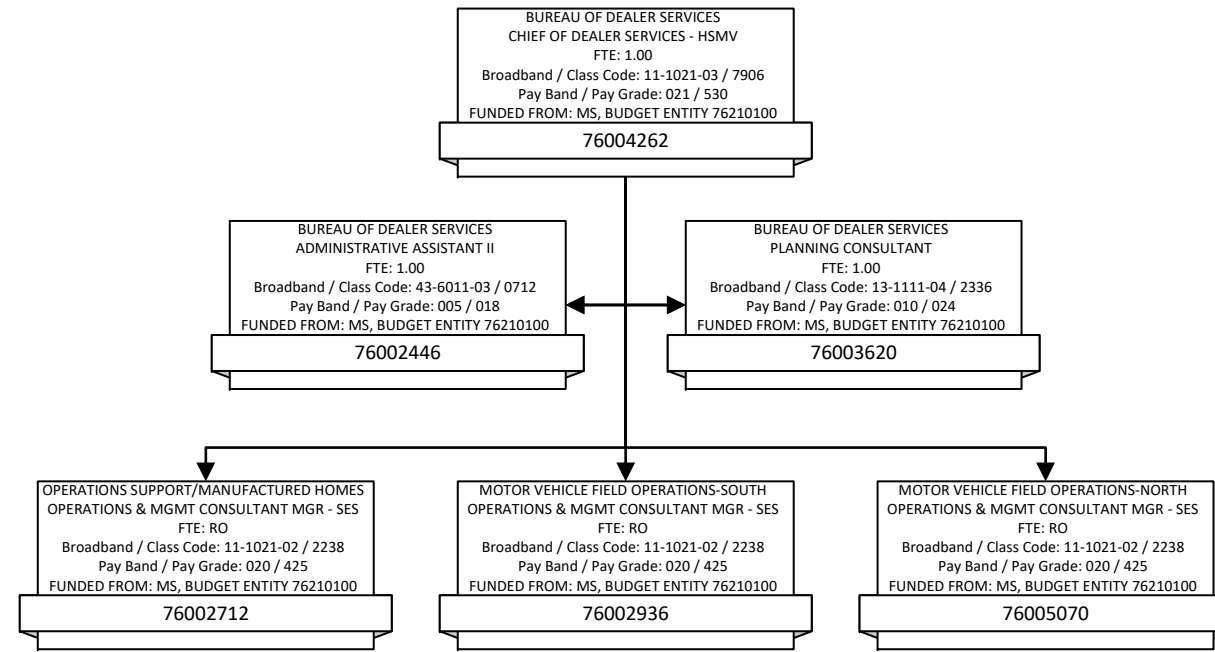 BUREAU OF DEALER SERVICES
CHIEF OF DEALER SERVICES - HSMV
FTE: 1.00
Broadband / Class Code: 11-1021-03 / 7906
Pay Band / Pay Grade: 021 / 530
FUNDED FROM: MS, BUDGET ENTITY 76210100
76004262
BUREAU OF DEALER SERVICES
ADMINISTRATIVE ASSISTANT II
FTE: 1.00
Broadband / Class Code: 43-6011-03 / 0712
Pay Band / Pay Grade: 005 / 018
FUNDED FROM: MS, BUDGET ENTITY 76210100
76002446
BUREAU OF DEALER SERVICES
PLANNING CONSULTANT
FTE: 1.00
Broadband / Class Code: 13-1111-04 / 2336
Pay Band / Pay Grade: 010 / 024
FUNDED FROM: MS, BUDGET ENTITY 76210100
76003620
OPERATIONS SUPPORT/MANUFACTURED HOMES
OPERATIONS & MGMT CONSULTANT MGR - SES
FTE: RO
Broadband / Class Code: 11-1021-02 / 2238
Pay Band / Pay Grade: 020 / 425
FUNDED FROM: MS, BUDGET ENTITY 76210100
76002712
MOTOR VEHICLE FIELD OPERATIONS-SOUTH
OPERATIONS & MGMT CONSULTANT MGR - SES
FTE: RO
Broadband / Class Code: 11-1021-02 / 2238
Pay Band / Pay Grade: 020 / 425
FUNDED FROM: MS, BUDGET ENTITY 76210100
76002936
MOTOR VEHICLE FIELD OPERATIONS-NORTH
OPERATIONS & MGMT CONSULTANT MGR - SES
FTE: RO
Broadband / Class Code: 11-1021-02 / 2238
Pay Band / Pay Grade: 020 / 425
FUNDED FROM: MS, BUDGET ENTITY 76210100
76005070